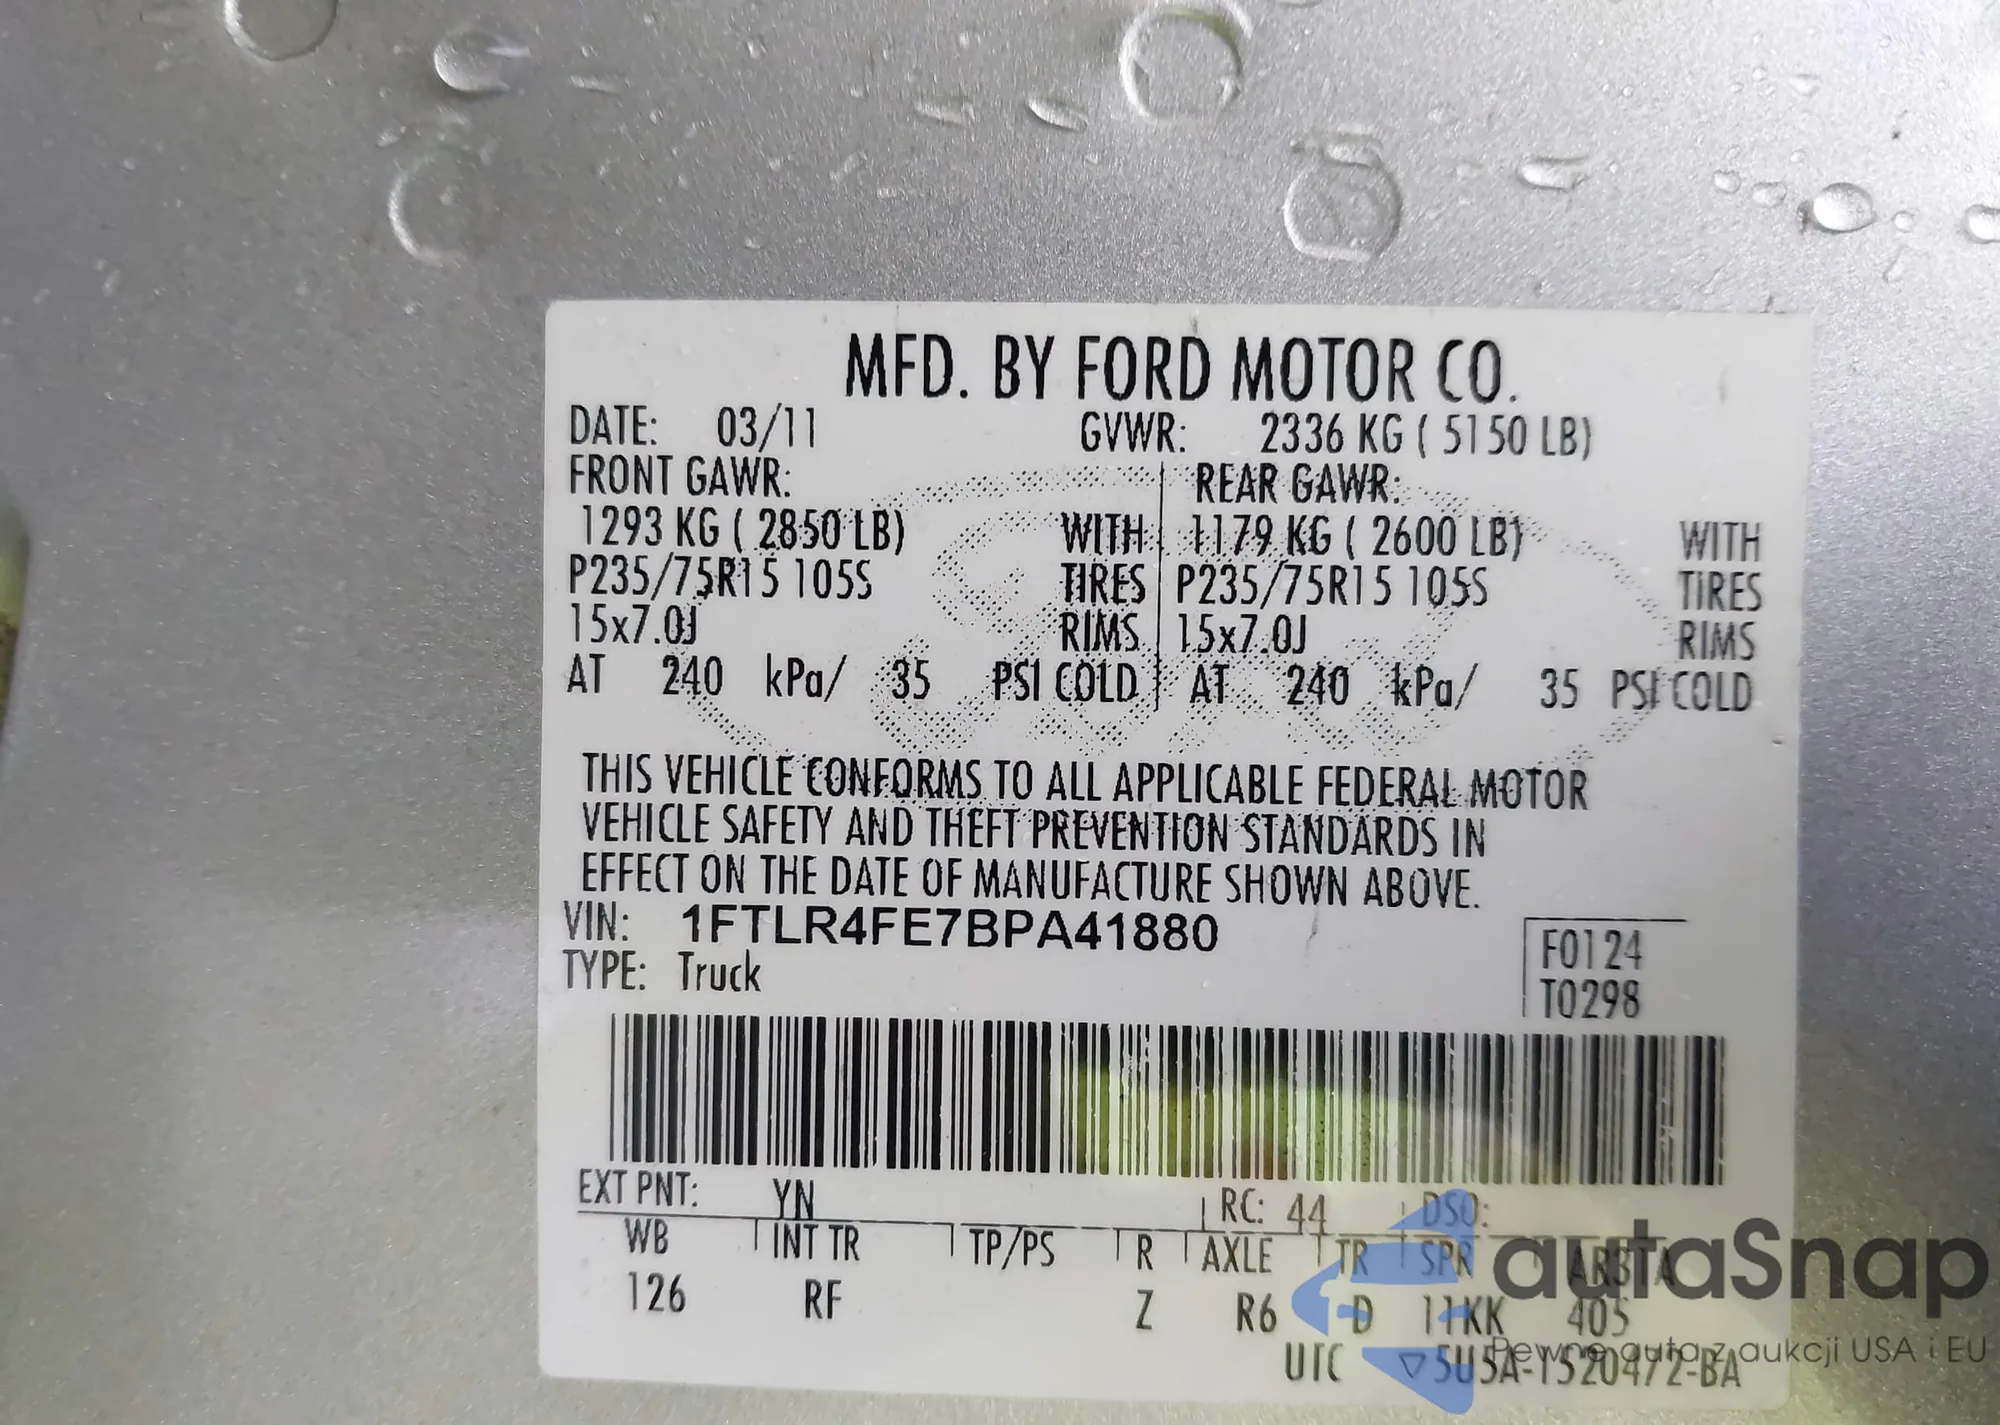 MFD. BY FORD MOTOR CO.
DATE: 03/11 GVWR: 2336 KG ( 5150 LB)
FRONT GAWR: REAR GAWR:
1293 KG ( 2850 LB) WITH 1179 KG ( 2600 LB) WITH
P235/75R15 105S TIRES P235/75R15 105S TIRES
15x7.0J RIMS 15x7.0J RIMS
AT 240 kPa/ 35 PSI COLD AT 240 kPa/ 35 PSI COLD
THIS VEHICLE CONFORMS TO ALL APPLICABLE FEDERAL MOTOR
VEHICLE SAFETY AND THEFT PREVENTION STANDARDS IN
EFFECT ON THE DATE OF MANUFACTURE SHOWN ABOVE.
VIN: 1FTLR4FE7BPA41880
F0124
TYPE: Truck
T0298
EXT PNT: YN RC: 44 DSO:
WB INT TR TP/PS R AXLE TR SPR
126 RF Z R6 D 11KK 405
UTC ▽5U5A-1520472-BA
autaSnap
Pewne auta z aukcji USA i EU